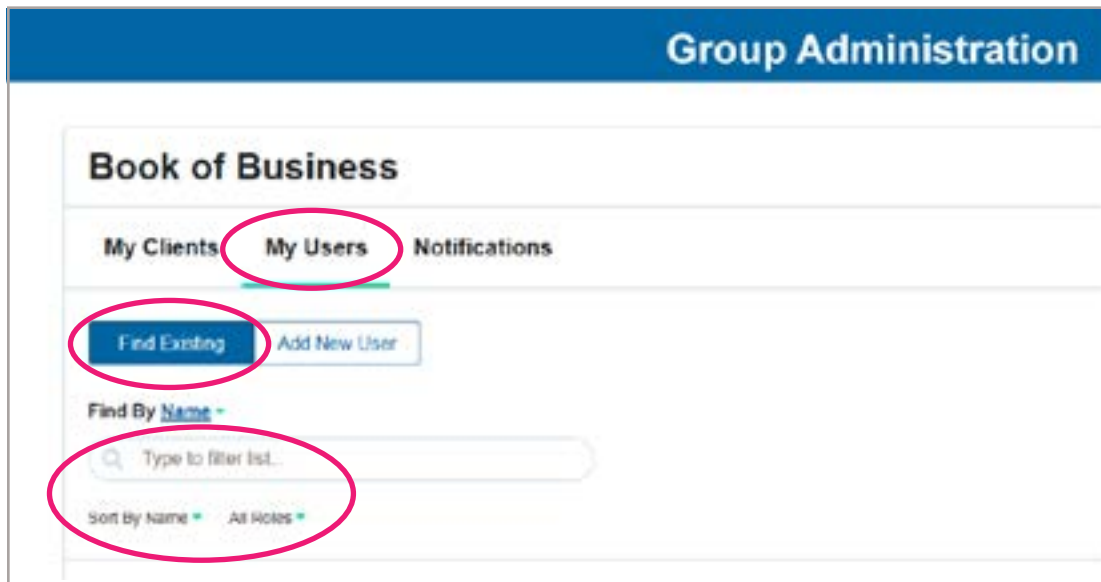 Group Administration
Book of Business
My Clients My Users Notifications
Find Existing Add New User
Find By Name
Type to filter list...
Sort By Name All Roles